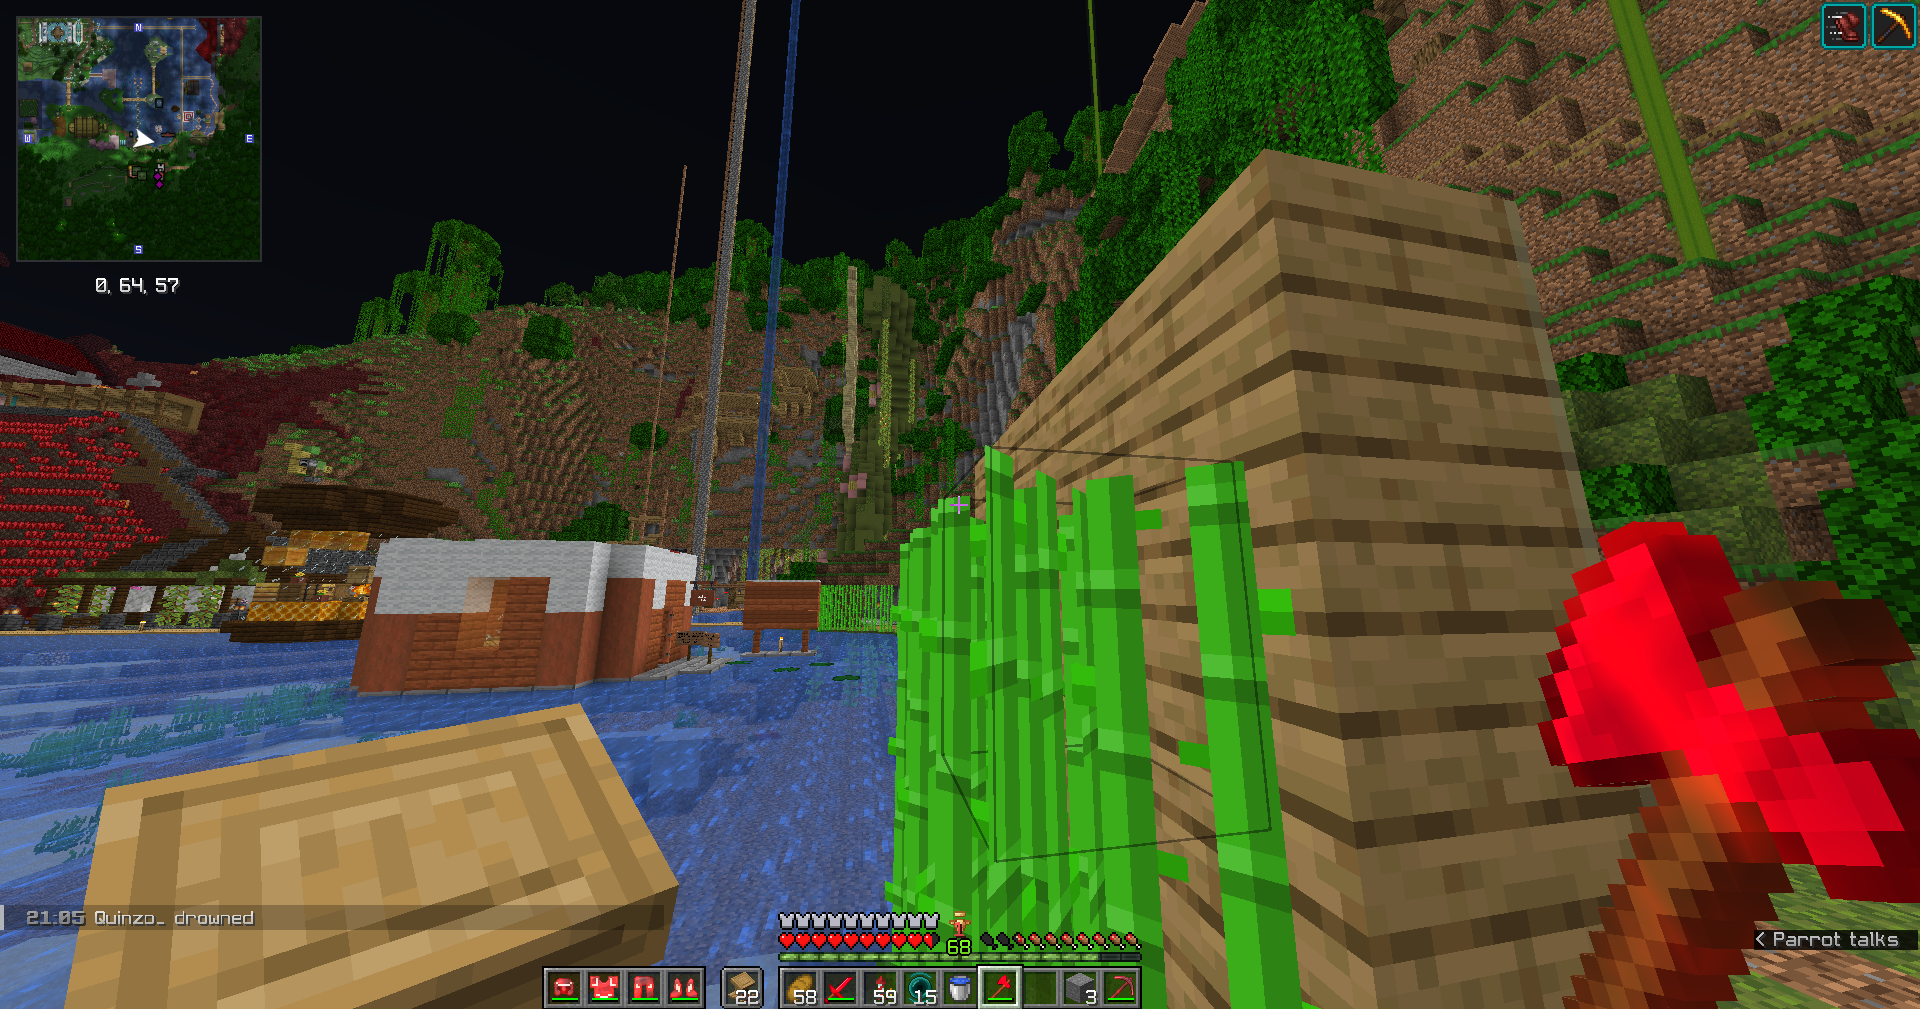 N
W
E
S
0, 64, 57
21:05 Quinzo_ drowned
68
< Parrot talks
22
58
59
15
3